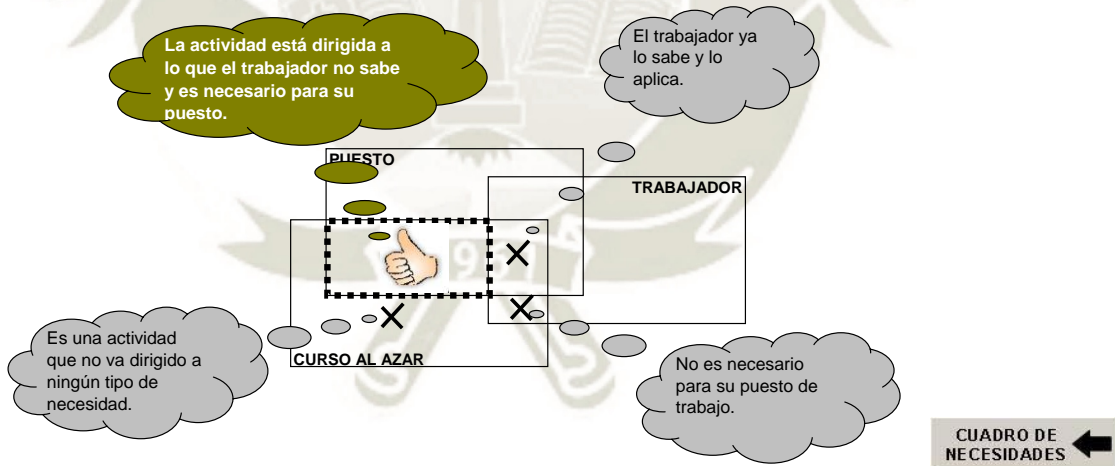 La actividad está dirigida a
lo que el trabajador no sabe
y es necesario para su
puesto.
El trabajador ya
lo sabe y lo
aplica.
PUESTO
TRABAJADOR
CURSO AL AZAR
Es una actividad
que no va dirigido a
ningún tipo de
necesidad.
No es necesario
para su puesto de
trabajo.
CUADRO DE
NECESIDADES